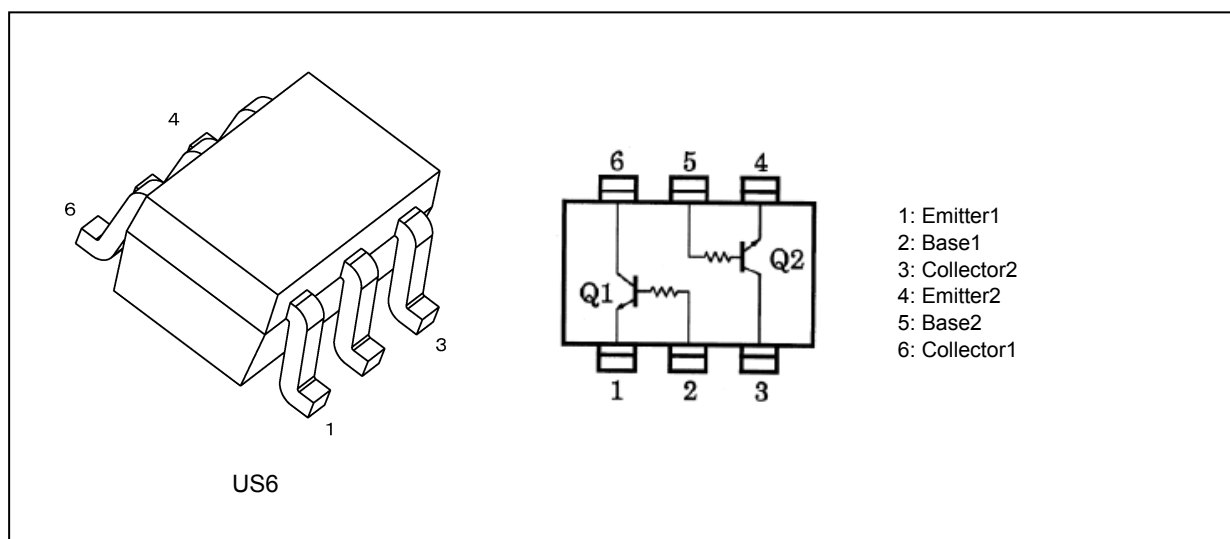 4
6
3
1
US6
6 5 4
Q1
Q2
1 2 3
1: Emitter1
2: Base1
3: Collector2
4: Emitter2
5: Base2
6: Collector1